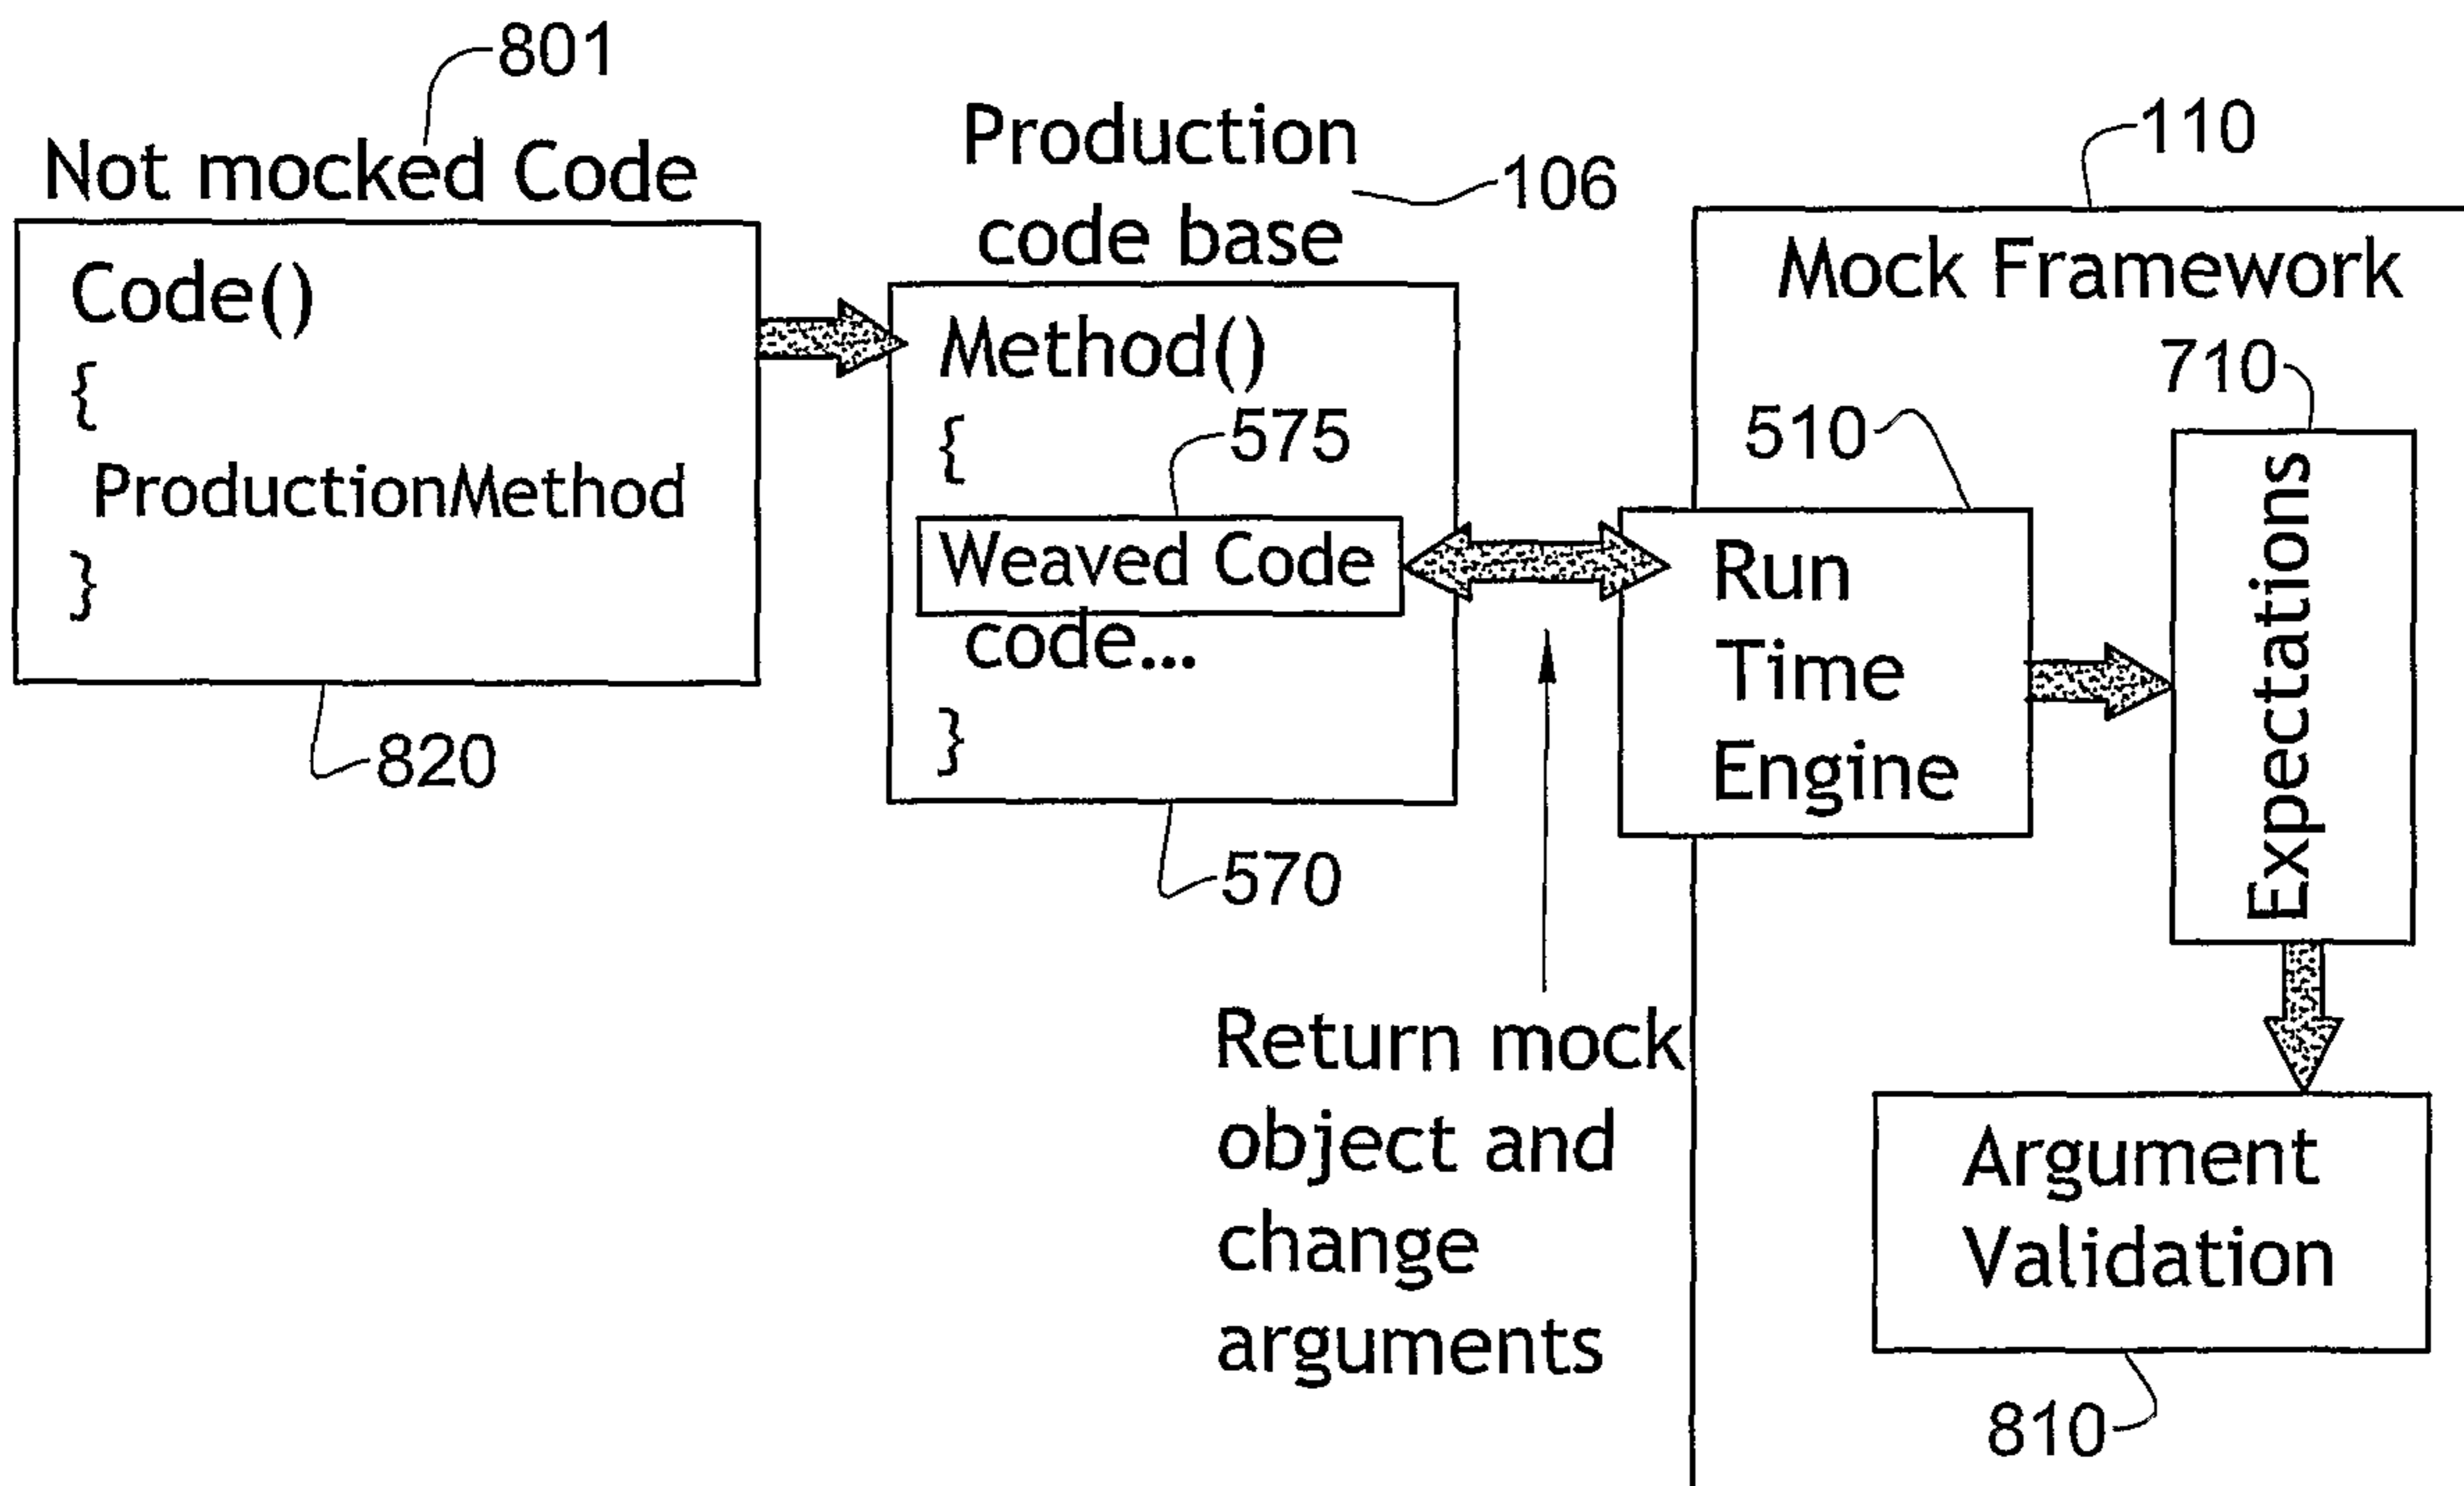 801
Not mocked Code
Code()
{
ProductionMethod
}
820
Production
code base
106
Method()
{
575
Weaved Code
code...
}
570
110
Mock Framework
710
510
Run
Time
Engine
Expectations
Return mock
object and
change
arguments
Argument
Validation
810